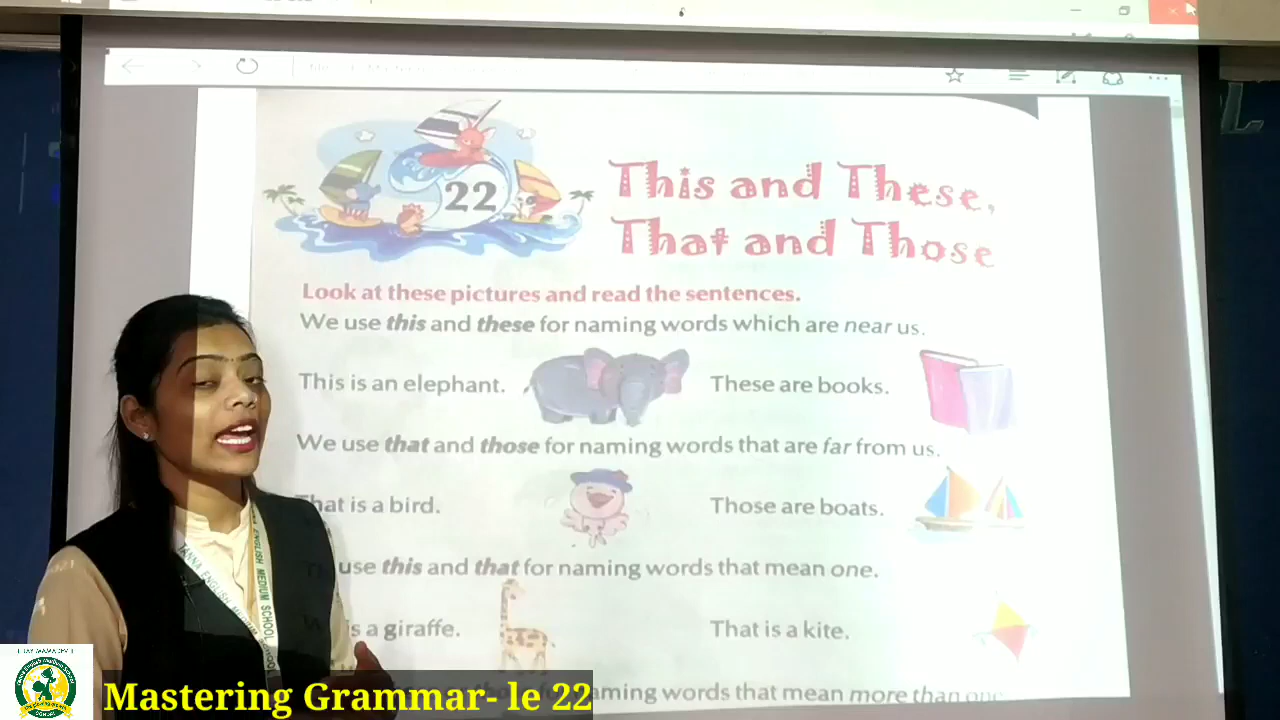 22
This and These,
That and Those
Look at these pictures and read the sentences.
We use this and these for naming words which are near us.
This is an elephant.
These are books.
We use that and those for naming words that are far from us.
That is a bird.
Those are boats.
use this and that for naming words that mean one.
is a giraffe.
That is a kite.
naming words that mean more than one
ENGLISH MEDIUM SCHOOL
Mastering Grammar- le 22